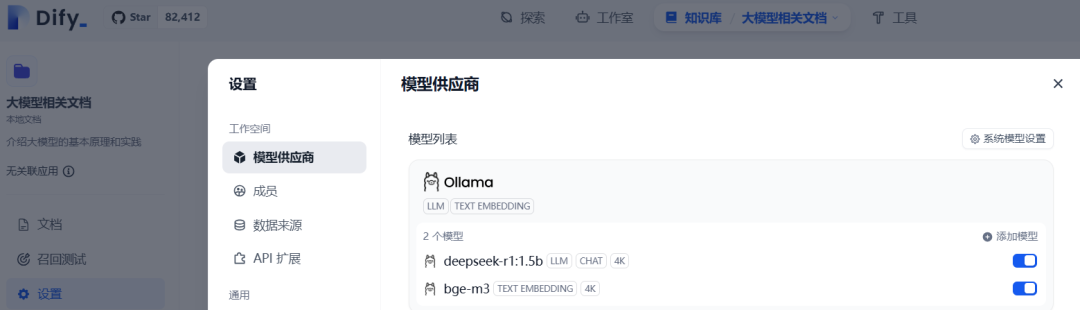 Dify_ Star 82,412 探索 工作室 知识库 / 大模型相关文档 工具
大模型相关文档
本地文档
介绍大模型的基本原理和实践
无关联应用
文档
召回测试
设置
设置
工作空间
模型供应商
成员
数据来源
API 扩展
通用
模型供应商
模型列表 系统模型设置
Ollama
LLM TEXT EMBEDDING
2 个模型 添加模型
deepseek-r1:1.5b LLM CHAT 4K
bge-m3 TEXT EMBEDDING 4K